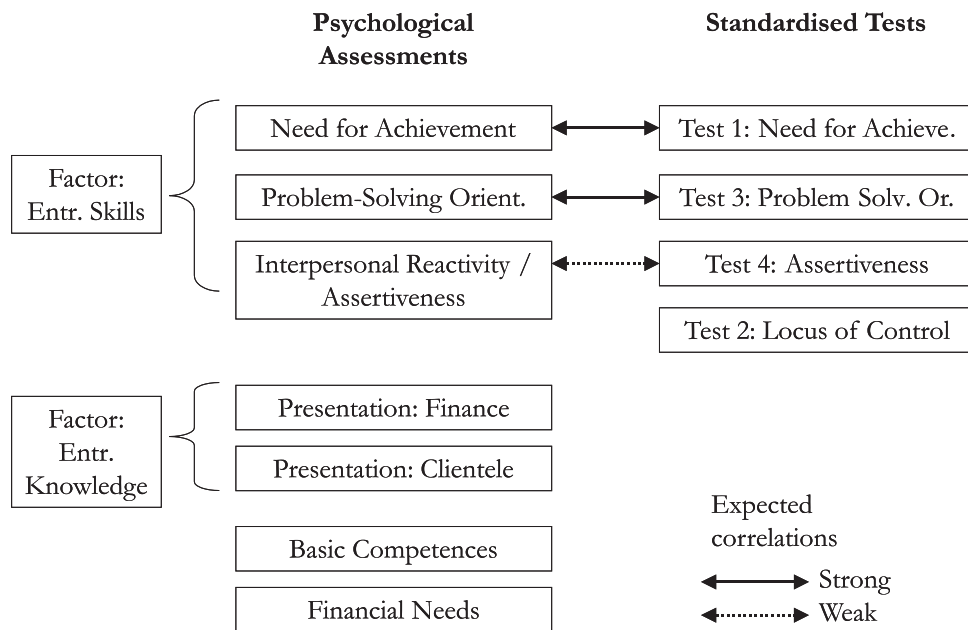 Psychological
Assessments
Standardised Tests
Need for Achievement
Test 1: Need for Achieve.
Factor:
Entr. Skills
Problem-Solving Orient.
Test 3: Problem Solv. Or.
Interpersonal Reactivity /
Assertiveness
Test 4: Assertiveness
Test 2: Locus of Control
Factor:
Entr.
Knowledge
Presentation: Finance
Presentation: Clientele
Basic Competences
Financial Needs
Expected
correlations
Strong
Weak